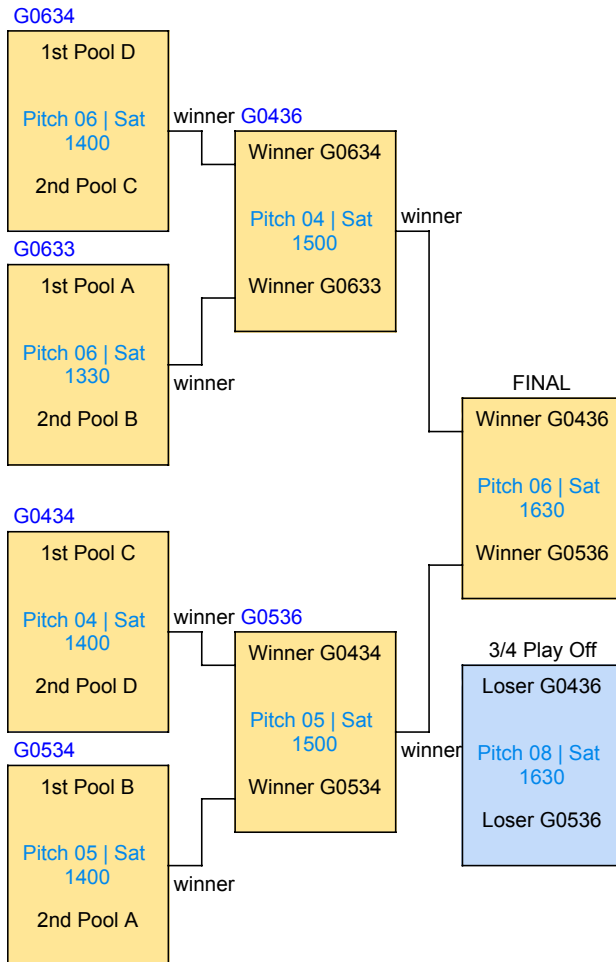 G0634
1st Pool D
Pitch 06 | Sat
1400
2nd Pool C
winner
G0436
Winner G0634
Pitch 04 | Sat
1500
Winner G0633
winner
G0633
1st Pool A
Pitch 06 | Sat
1330
2nd Pool B
winner
FINAL
Winner G0436
Pitch 06 | Sat
1630
Winner G0536
G0434
1st Pool C
Pitch 04 | Sat
1400
2nd Pool D
winner
G0536
Winner G0434
Pitch 05 | Sat
1500
Winner G0534
winner
3/4 Play Off
Loser G0436
Pitch 08 | Sat
1630
Loser G0536
G0534
1st Pool B
Pitch 05 | Sat
1400
2nd Pool A
winner